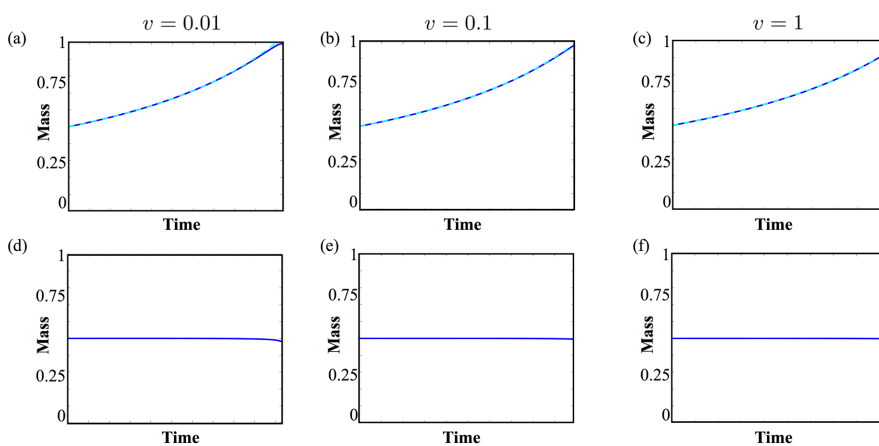 v = 0.01
v = 0.1
v = 1
(a)
1
0.75
Mass
0.25
0
Time
(b)
1
0.75
Mass
0.25
0
Time
(c)
1
0.75
Mass
0.25
0
Time
(d)
1
0.75
Mass
0.25
0
Time
(e)
1
0.75
Mass
0.25
0
Time
(f)
1
0.75
Mass
0.25
0
Time